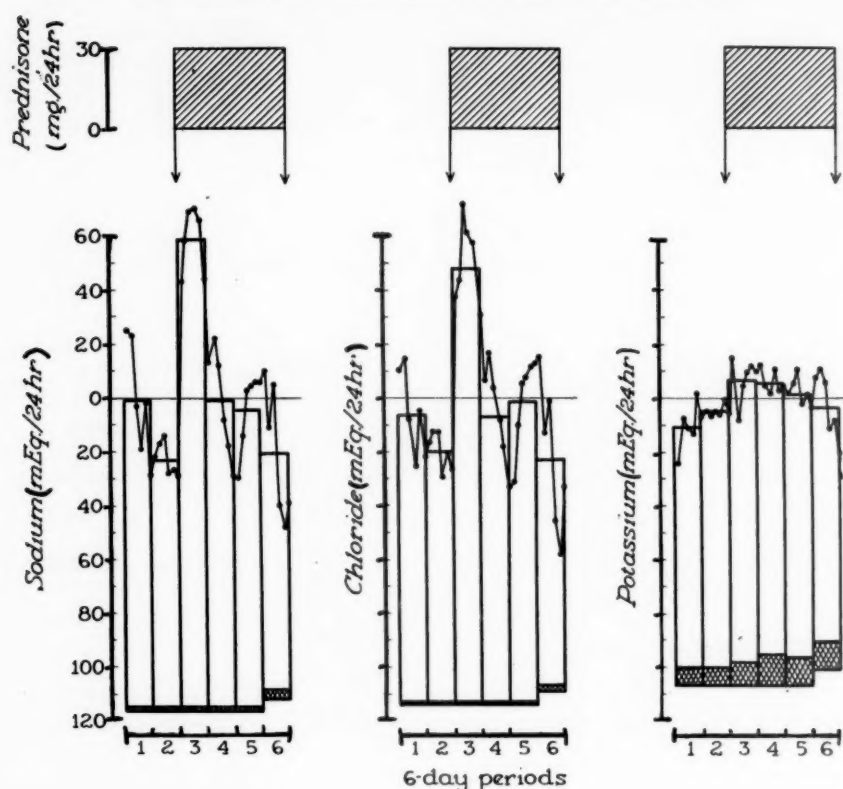 Prednisone
(mg/24hr)
30
0
Sodium(mEq/24hr)
60
40
20
0
20
40
60
80
100
120
Chloride(mEq/24hr)
Potassium(mEq/24hr)
1 2 3 4 5 6
1 2 3 4 5 6
1 2 3 4 5 6
6-day periods